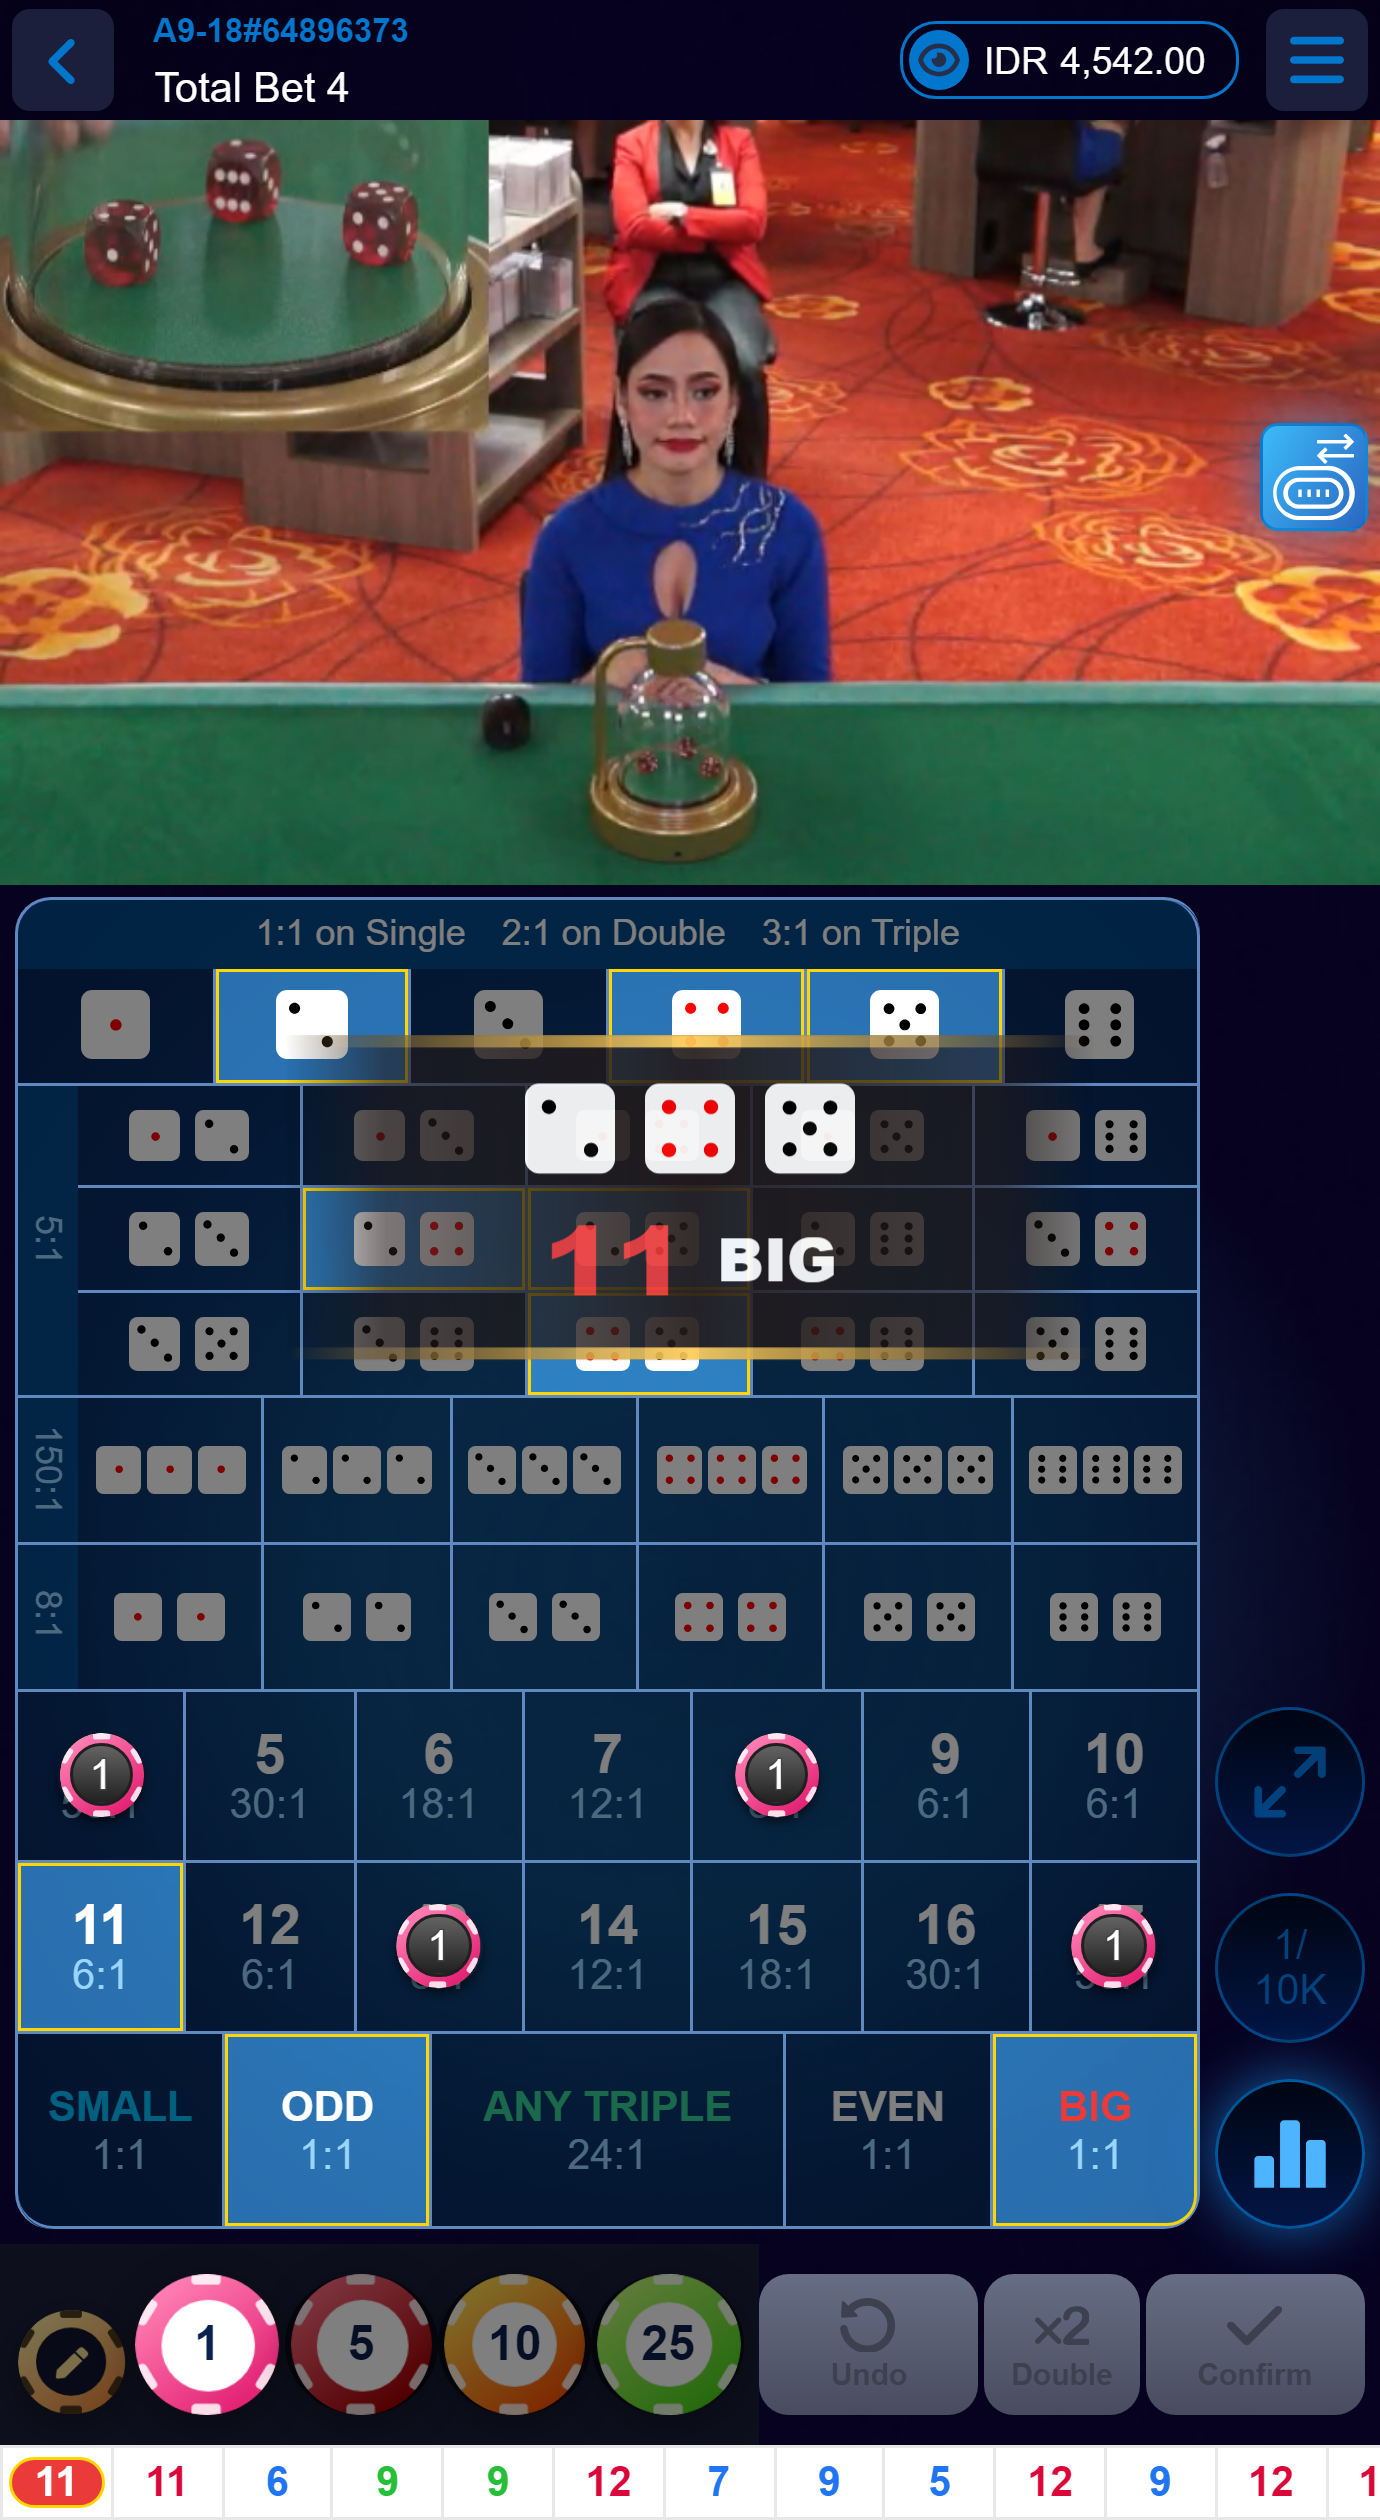 A9-18#64896373
Total Bet 4
IDR 4,542.00
1:1 on Single 2:1 on Double 3:1 on Triple
11 BIG
5:1
150:1
8:1
1 5 6 7 1 9 10
30:1 18:1 12:1 6:1 6:1
11 12 1 14 15 16 1
6:1 6:1 12:1 18:1 30:1
1/
10K
SMALL ODD ANY TRIPLE EVEN BIG
1:1 1:1 24:1 1:1 1:1
1 5 10 25 x2
Undo Double Confirm
11 11 6 9 9 12 7 9 5 12 9 12